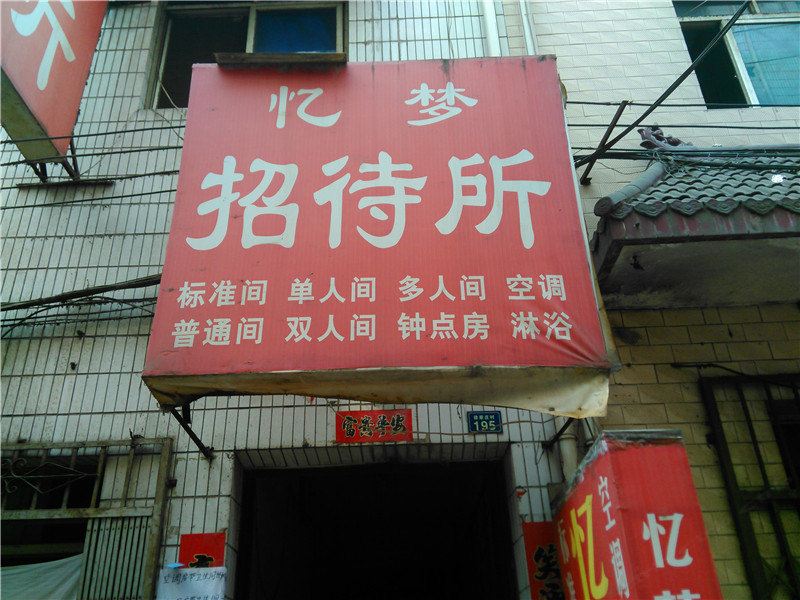 忆 梦
招待所
标准间 单人间 多人间 空调
普通间 双人间 钟点房 淋浴
富贵平安
195
忆
空调
忆